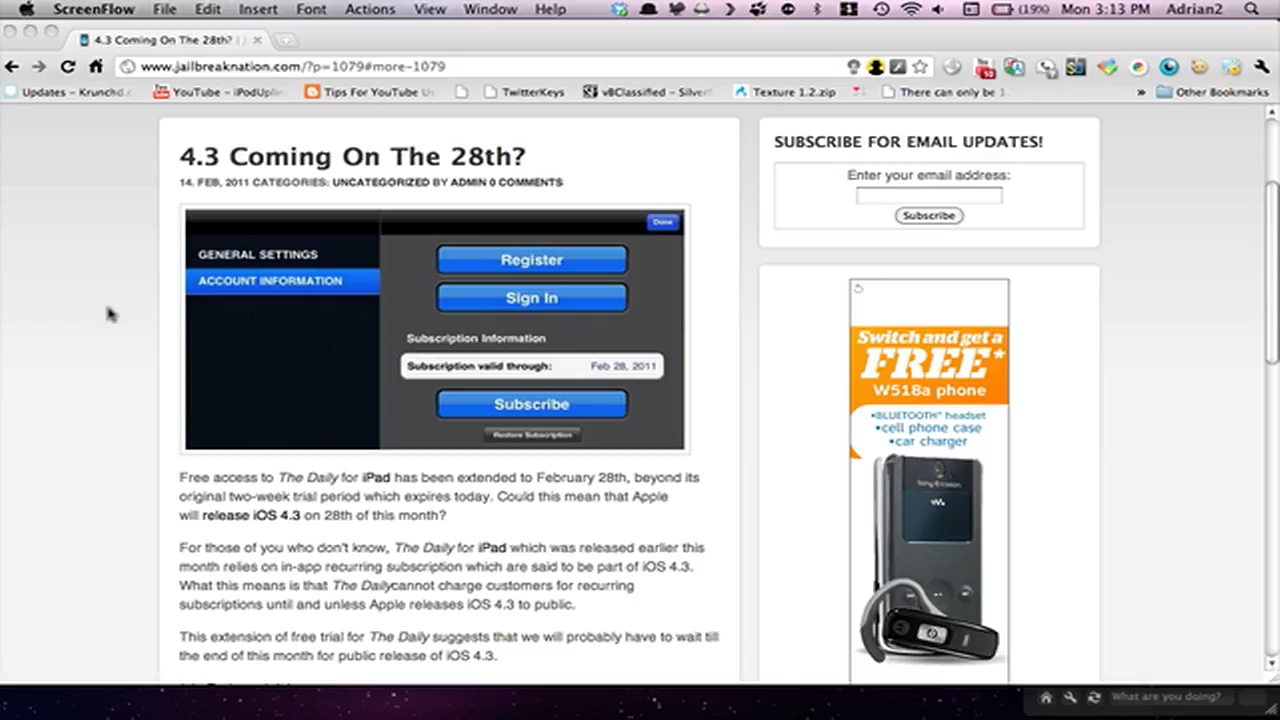 ScreenFlow File Edit Insert Font Actions View Window Help (19%) Mon 3:13 PM Adrian2
4.3 Coming On The 28th? |
www.jailbreaknation.com/?p=1079#more-1079
Updates - Krunchd.c YouTube - iPodUplin Tips For YouTube U TwitterKeys vBClassified - Silverf Texture 1.2.zip There can only be 1 » Other Bookmarks
4.3 Coming On The 28th?
14. FEB, 2011 CATEGORIES: UNCATEGORIZED BY ADMIN 0 COMMENTS
Done
GENERAL SETTINGS
ACCOUNT INFORMATION
Register
Sign In
Subscription Information
Subscription valid through: Feb 28, 2011
Subscribe
Restore Subscription
Free access to The Daily for iPad has been extended to February 28th, beyond its
original two-week trial period which expires today. Could this mean that Apple
will release iOS 4.3 on 28th of this month?
For those of you who don't know, The Daily for iPad which was released earlier this
month relies on in-app recurring subscription which are said to be part of iOS 4.3.
What this means is that The Dailycannot charge customers for recurring
subscriptions until and unless Apple releases iOS 4.3 to public.
This extension of free trial for The Daily suggests that we will probably have to wait till
the end of this month for public release of iOS 4.3.
SUBSCRIBE FOR EMAIL UPDATES!
Enter your email address:
Subscribe
Switch and get a
FREE*
W518a phone
•BLUETOOTH™ headset
•cell phone case
•car charger
Sony Ericsson
What are you doing?